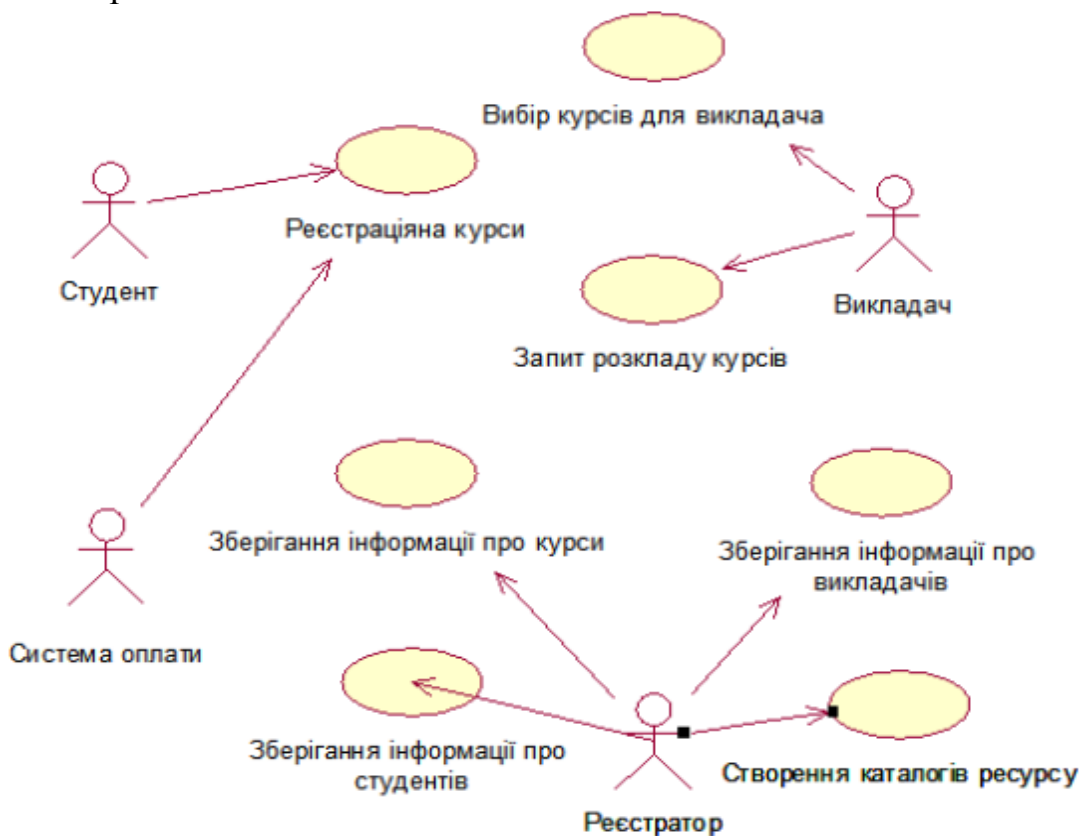 Вибір курсів для викладача
Реєстраціяна курси
Студент
Викладач
Запит розкладу курсів
Зберігання інформації про курси
Зберігання інформації про
викладачів
Система оплати
Зберігання інформації про
студентів
Створення каталогів ресурсу
Реєстратор